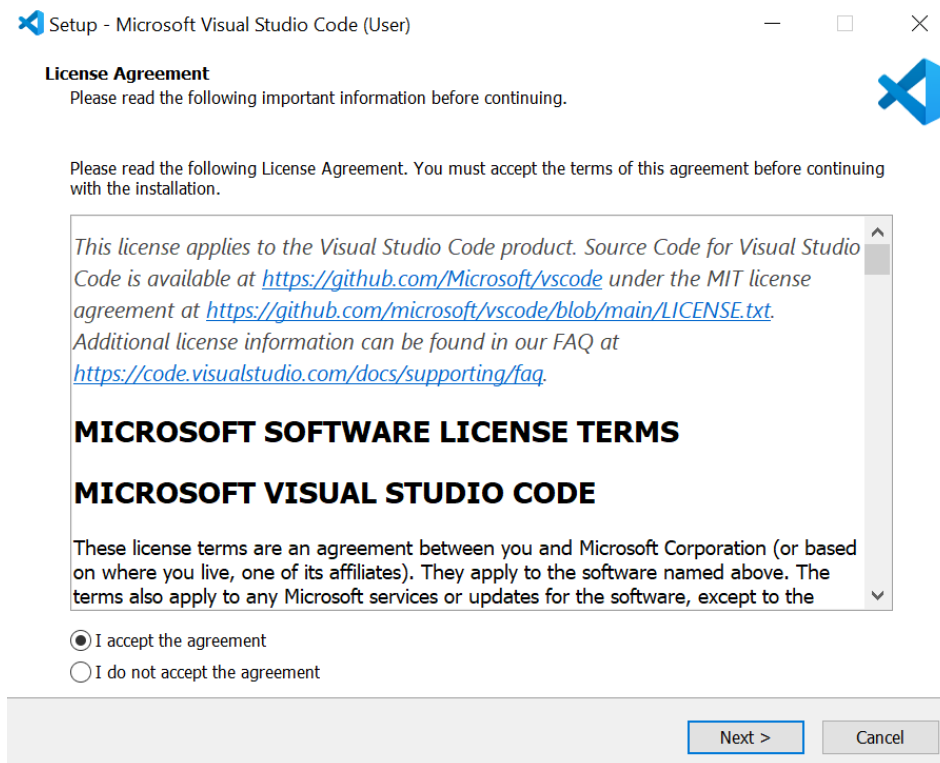 Setup - Microsoft Visual Studio Code (User)
License Agreement
Please read the following important information before continuing.
Please read the following License Agreement. You must accept the terms of this agreement before continuing
with the installation.
This license applies to the Visual Studio Code product. Source Code for Visual Studio
Code is available at https://github.com/Microsoft/vscode under the MIT license
agreement at https://github.com/microsoft/vscode/blob/main/LICENSE.txt.
Additional license information can be found in our FAQ at
https://code.visualstudio.com/docs/supporting/faq.
MICROSOFT SOFTWARE LICENSE TERMS
MICROSOFT VISUAL STUDIO CODE
These license terms are an agreement between you and Microsoft Corporation (or based
on where you live, one of its affiliates). They apply to the software named above. The
terms also apply to any Microsoft services or updates for the software, except to the
I accept the agreement
I do not accept the agreement
Next >
Cancel